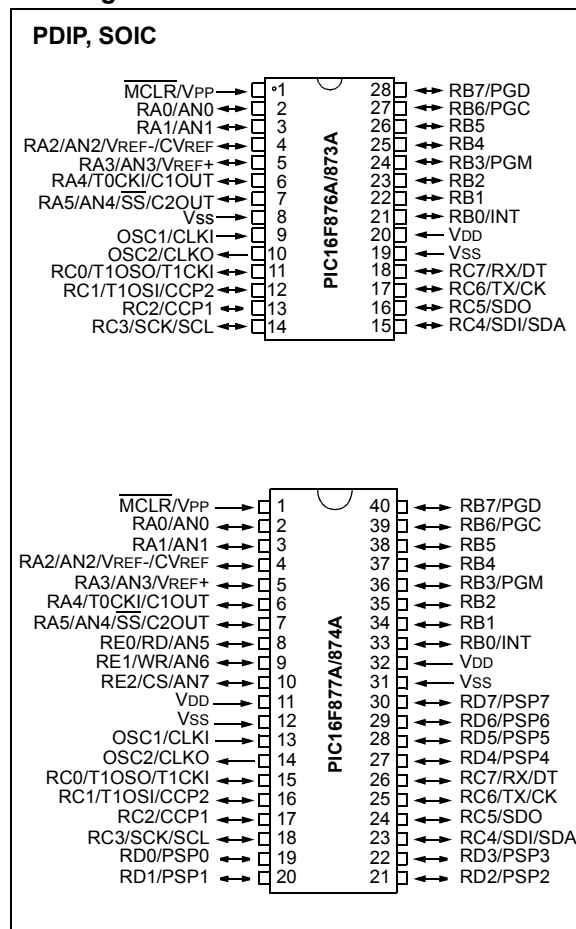 PDIP, SOIC
MCLR/VPP 1 28 RB7/PGD
RA0/AN0 2 27 RB6/PGC
RA1/AN1 3 26 RB5
RA2/AN2/VREF-/CVREF 4 25 RB4
RA3/AN3/VREF+ 5 24 RB3/PGM
RA4/T0CKI/C1OUT 6 23 RB2
RA5/AN4/SS/C2OUT 7 22 RB1
VSS 8 21 RB0/INT
OSC1/CLKI 9 20 VDD
OSC2/CLKO 10 19 VSS
RC0/T1OSO/T1CKI 11 18 RC7/RX/DT
RC1/T1OSI/CCP2 12 17 RC6/TX/CK
RC2/CCP1 13 16 RC5/SDO
RC3/SCK/SCL 14 15 RC4/SDI/SDA
PIC16F876A/873A
MCLR/VPP 1 40 RB7/PGD
RA0/AN0 2 39 RB6/PGC
RA1/AN1 3 38 RB5
RA2/AN2/VREF-/CVREF 4 37 RB4
RA3/AN3/VREF+ 5 36 RB3/PGM
RA4/T0CKI/C1OUT 6 35 RB2
RA5/AN4/SS/C2OUT 7 34 RB1
RE0/RD/AN5 8 33 RB0/INT
RE1/WR/AN6 9 32 VDD
RE2/CS/AN7 10 31 VSS
VDD 11 30 RD7/PSP7
VSS 12 29 RD6/PSP6
OSC1/CLKI 13 28 RD5/PSP5
OSC2/CLKO 14 27 RD4/PSP4
RC0/T1OSO/T1CKI 15 26 RC7/RX/DT
RC1/T1OSI/CCP2 16 25 RC6/TX/CK
RC2/CCP1 17 24 RC5/SDO
RC3/SCK/SCL 18 23 RC4/SDI/SDA
RD0/PSP0 19 22 RD3/PSP3
RD1/PSP1 20 21 RD2/PSP2
PIC16F877A/874A